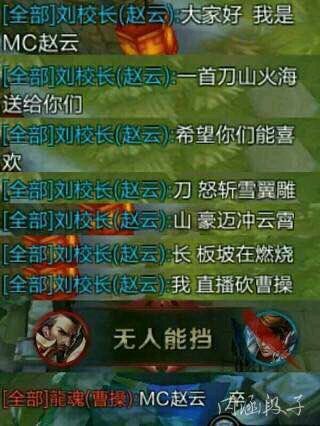 [全部]刘校长(赵云):大家好 我是
MC赵云
[全部]刘校长(赵云):一首刀山火海
送给你们
[全部]刘校长(赵云):希望你们能喜
欢
[全部]刘校长(赵云):刀 怒斩雪翼雕
[全部]刘校长(赵云):山 豪迈冲云霄
[全部]刘校长(赵云):长 板坡在燃烧
[全部]刘校长(赵云):我 直播砍曹操
无人能挡
[全部]龍魂(曹操):MC赵云 卒
内涵段子